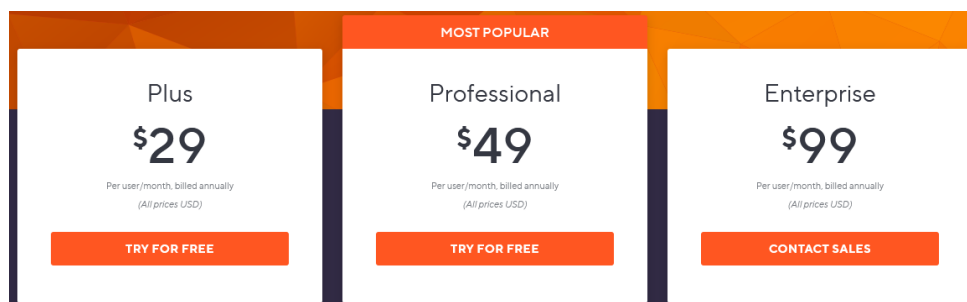 MOST POPULAR
Plus
$29
Per user/month, billed annually
(All prices USD)
TRY FOR FREE
Professional
$49
Per user/month, billed annually
(All prices USD)
TRY FOR FREE
Enterprise
$99
Per user/month, billed annually
(All prices USD)
CONTACT SALES